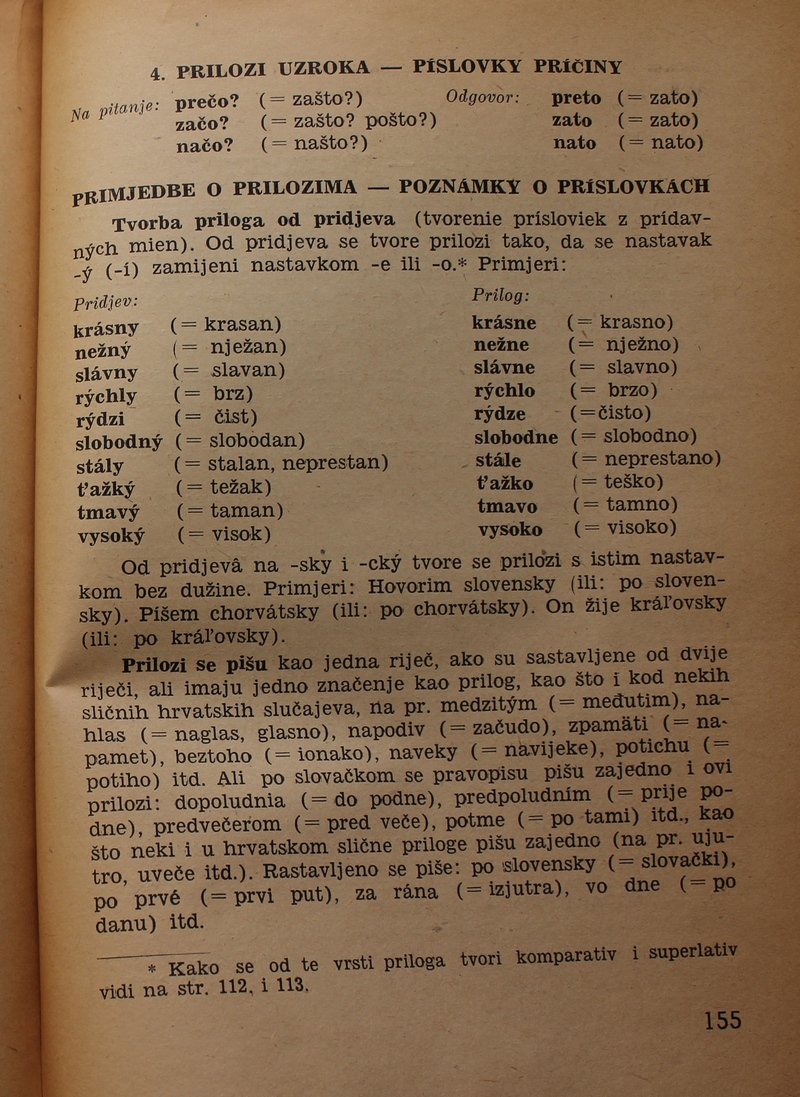 4. PRILOZI UZROKA — PÍSLOVKY PRÍČINY
Na pitanje: prečo? (= zašto?) Odgovor: preto (= zato)
začo? (= zašto? pošto?) zato (= zato)
načo? (= našto?) nato (= nato)
PRIMJEDBE O PRILOZIMA — POZNÁMKY O PRÍSLOVKÁCH
Tvorba priloga od pridjeva (tvorenie prísloviek z prídav-
ných mien). Od pridjeva se tvore prilozi tako, da se nastavak
-ý (-í) zamijeni nastavkom -e ili -o.* Primjeri:
Pridjev: Prilog:
krásny (= krasan) krásne (= krasno)
nežný (= nježan) nežne (= nježno)
slávny (= slavan) slávne (= slavno)
rýchly (= brz) rýchlo (= brzo)
rýdzi (= čist) rýdze (=čisto)
slobodný (= slobodan) slobodne (= slobodno)
stály (= stalan, neprestan) stále (= neprestano)
ťažký (= težak) ťažko (= teško)
tmavý (= taman) tmavo (= tamno)
vysoký (= visok) vysoko (= visoko)
Od pridjevâ na -ský i -cký tvore se prilozi s istim nastav-
kom bez dužine. Primjeri: Hovorim slovensky (ili: po sloven-
sky). Píšem chorvátsky (ili: po chorvátsky). On žije kráľovsky
(ili: po kráľovsky).
Prilozi se pišu kao jedna riječ, ako su sastavljene od dvije
riječi, ali imaju jedno značenje kao prilog, kao što i kod nekih
sličnih hrvatskih slučajeva, na pr. medzitým (= međutim), na-
hlas (= naglas, glasno), napodiv (= začudo), zpamäti (= na-
pamet), beztoho (= ionako), naveky (= navijeke), potichu (=
potiho) itd. Ali po slovačkom se pravopisu pišu zajedno i ovi
prilozi: dopoludnia (= do podne), predpoludním (= prije po-
dne), predvečerom (= pred veče), potme (= po tami) itd., kao
što neki i u hrvatskom slične priloge pišu zajedno (na pr. uju-
tro, uveče itd.). Rastavljeno se piše: po slovensky (= slovački),
po prvé (= prvi put), za rána (= izjutra), vo dne (= po
danu) itd.
* Kako se od te vrsti priloga tvori komparativ i superlativ
vidi na str. 112, i 113.
155